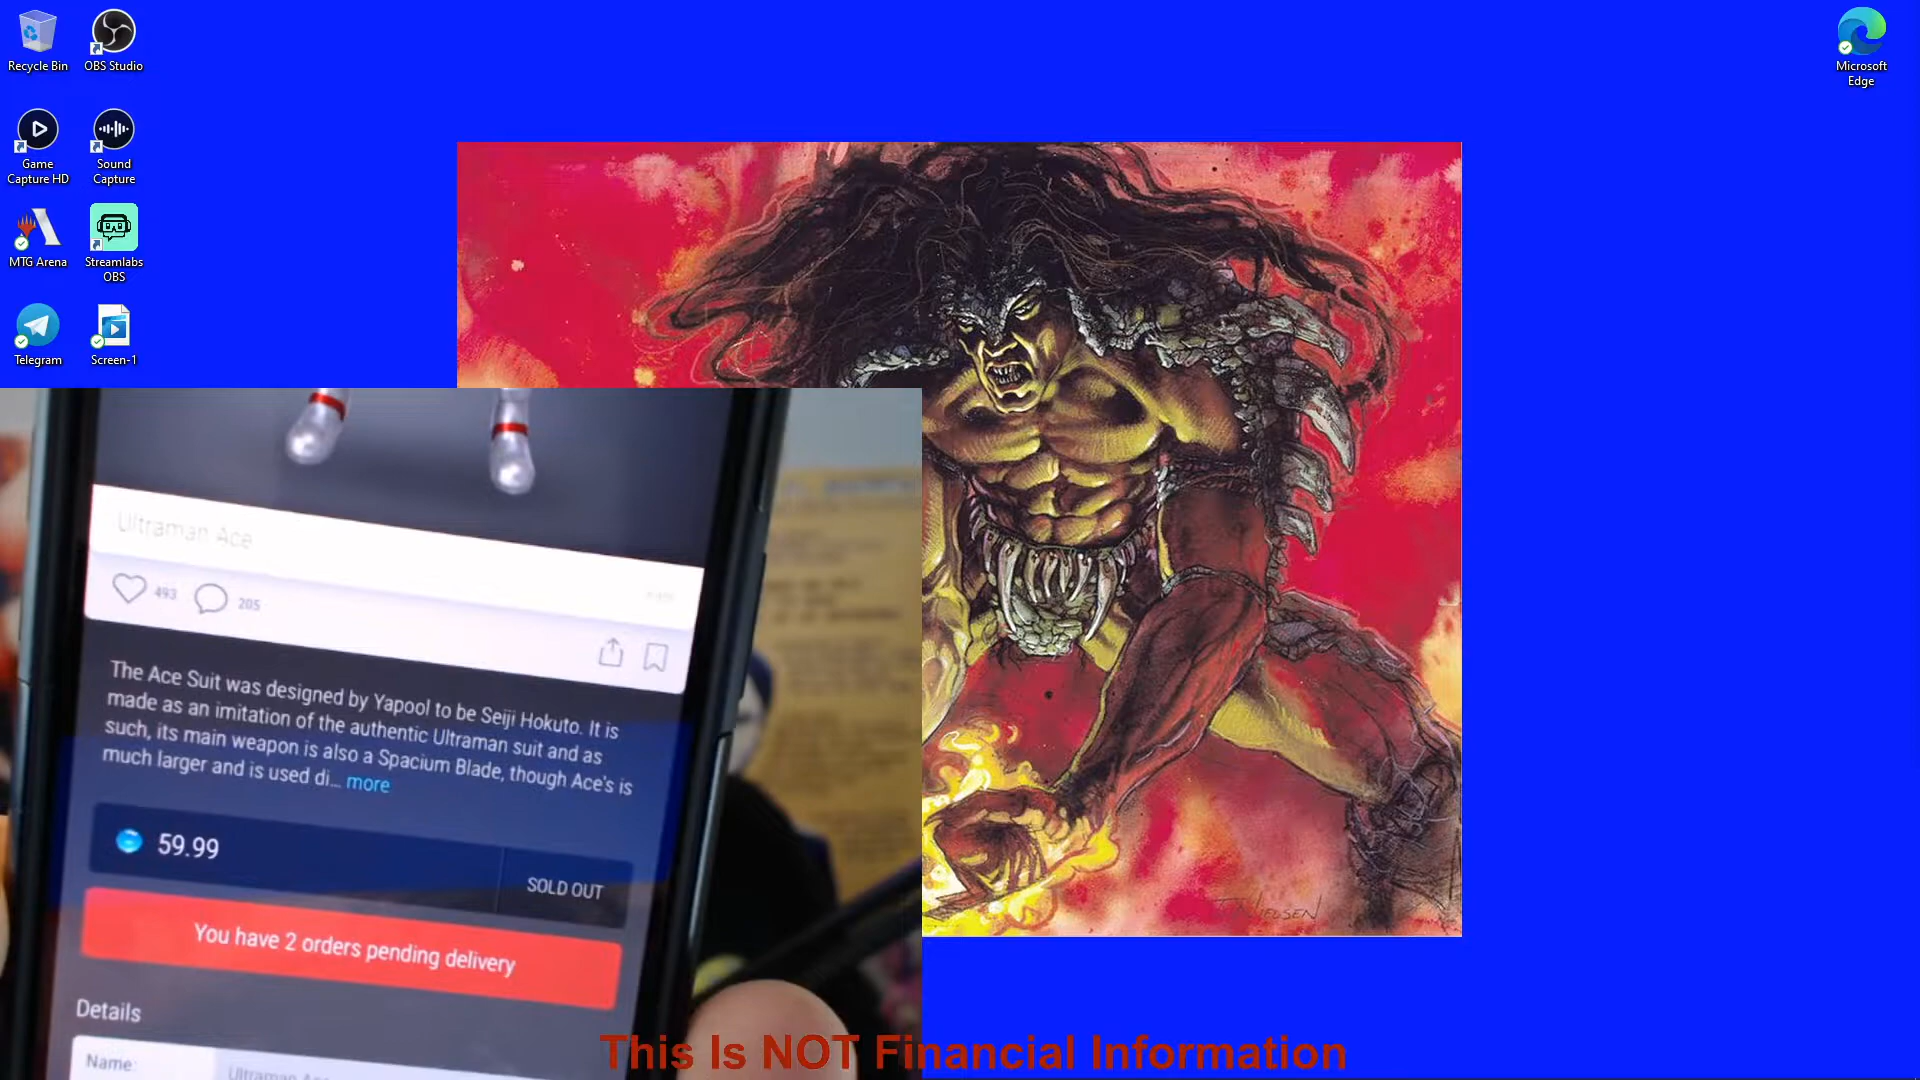 Recycle Bin
OBS Studio
Microsoft
Edge
Game
Capture HD
Sound
Capture
MTG Arena
Streamlabs
OBS
Telegram
Screen-1
Ultraman Ace
493
205
The Ace Suit was designed by Yapool to be Seiji Hokuto. It is
made as an imitation of the authentic Ultraman suit and as
such, its main weapon is also a Spacium Blade, though Ace's is
much larger and is used di... more
59.99
SOLD OUT
You have 2 orders pending delivery
Details
Name:
Ultraman
This Is NOT Financial Information